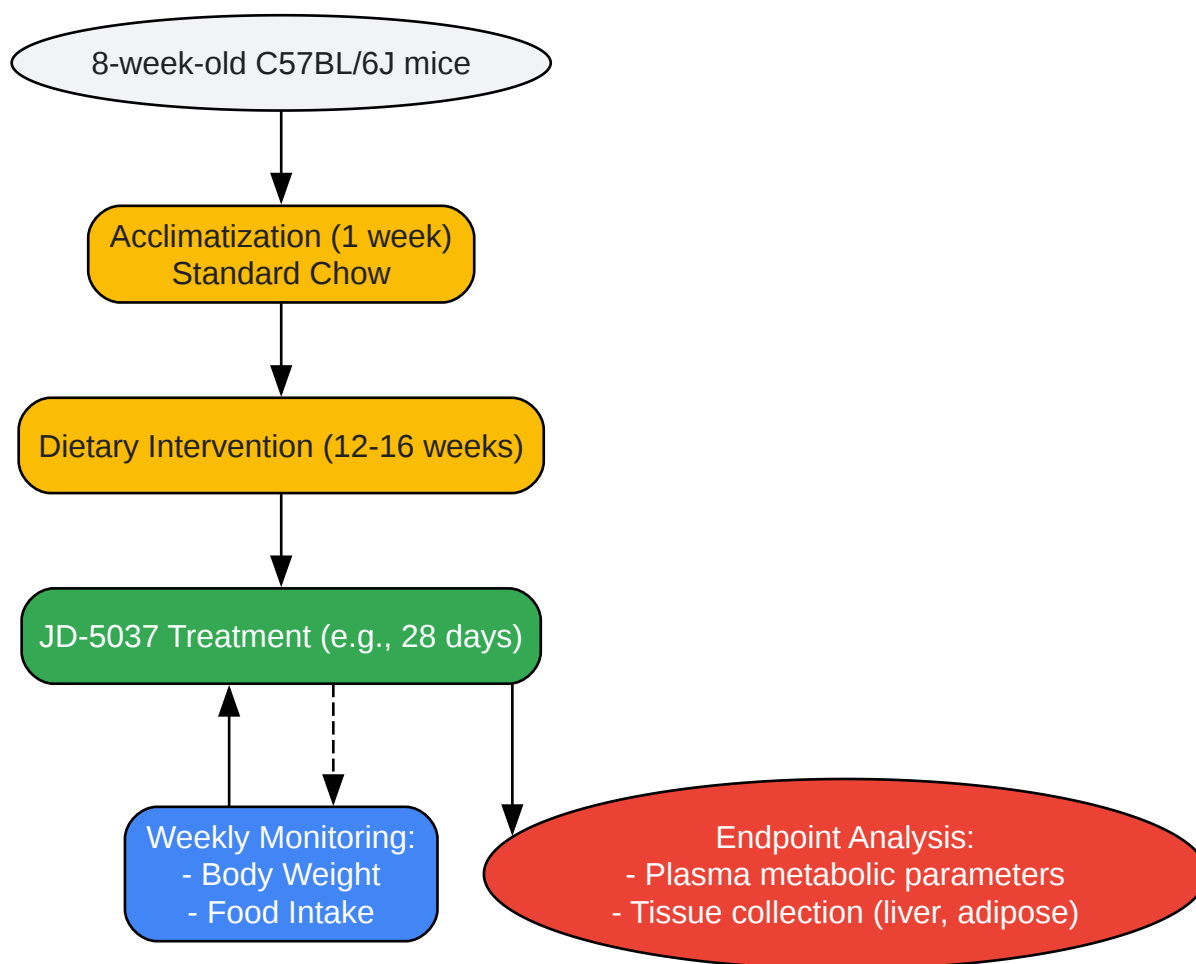 8-week-old C57BL/6J mice
Acclimatization (1 week)
Standard Chow
Dietary Intervention (12-16 weeks)
JD-5037 Treatment (e.g., 28 days)
Weekly Monitoring:
- Body Weight
- Food Intake
Endpoint Analysis:
- Plasma metabolic parameters
- Tissue collection (liver, adipose)